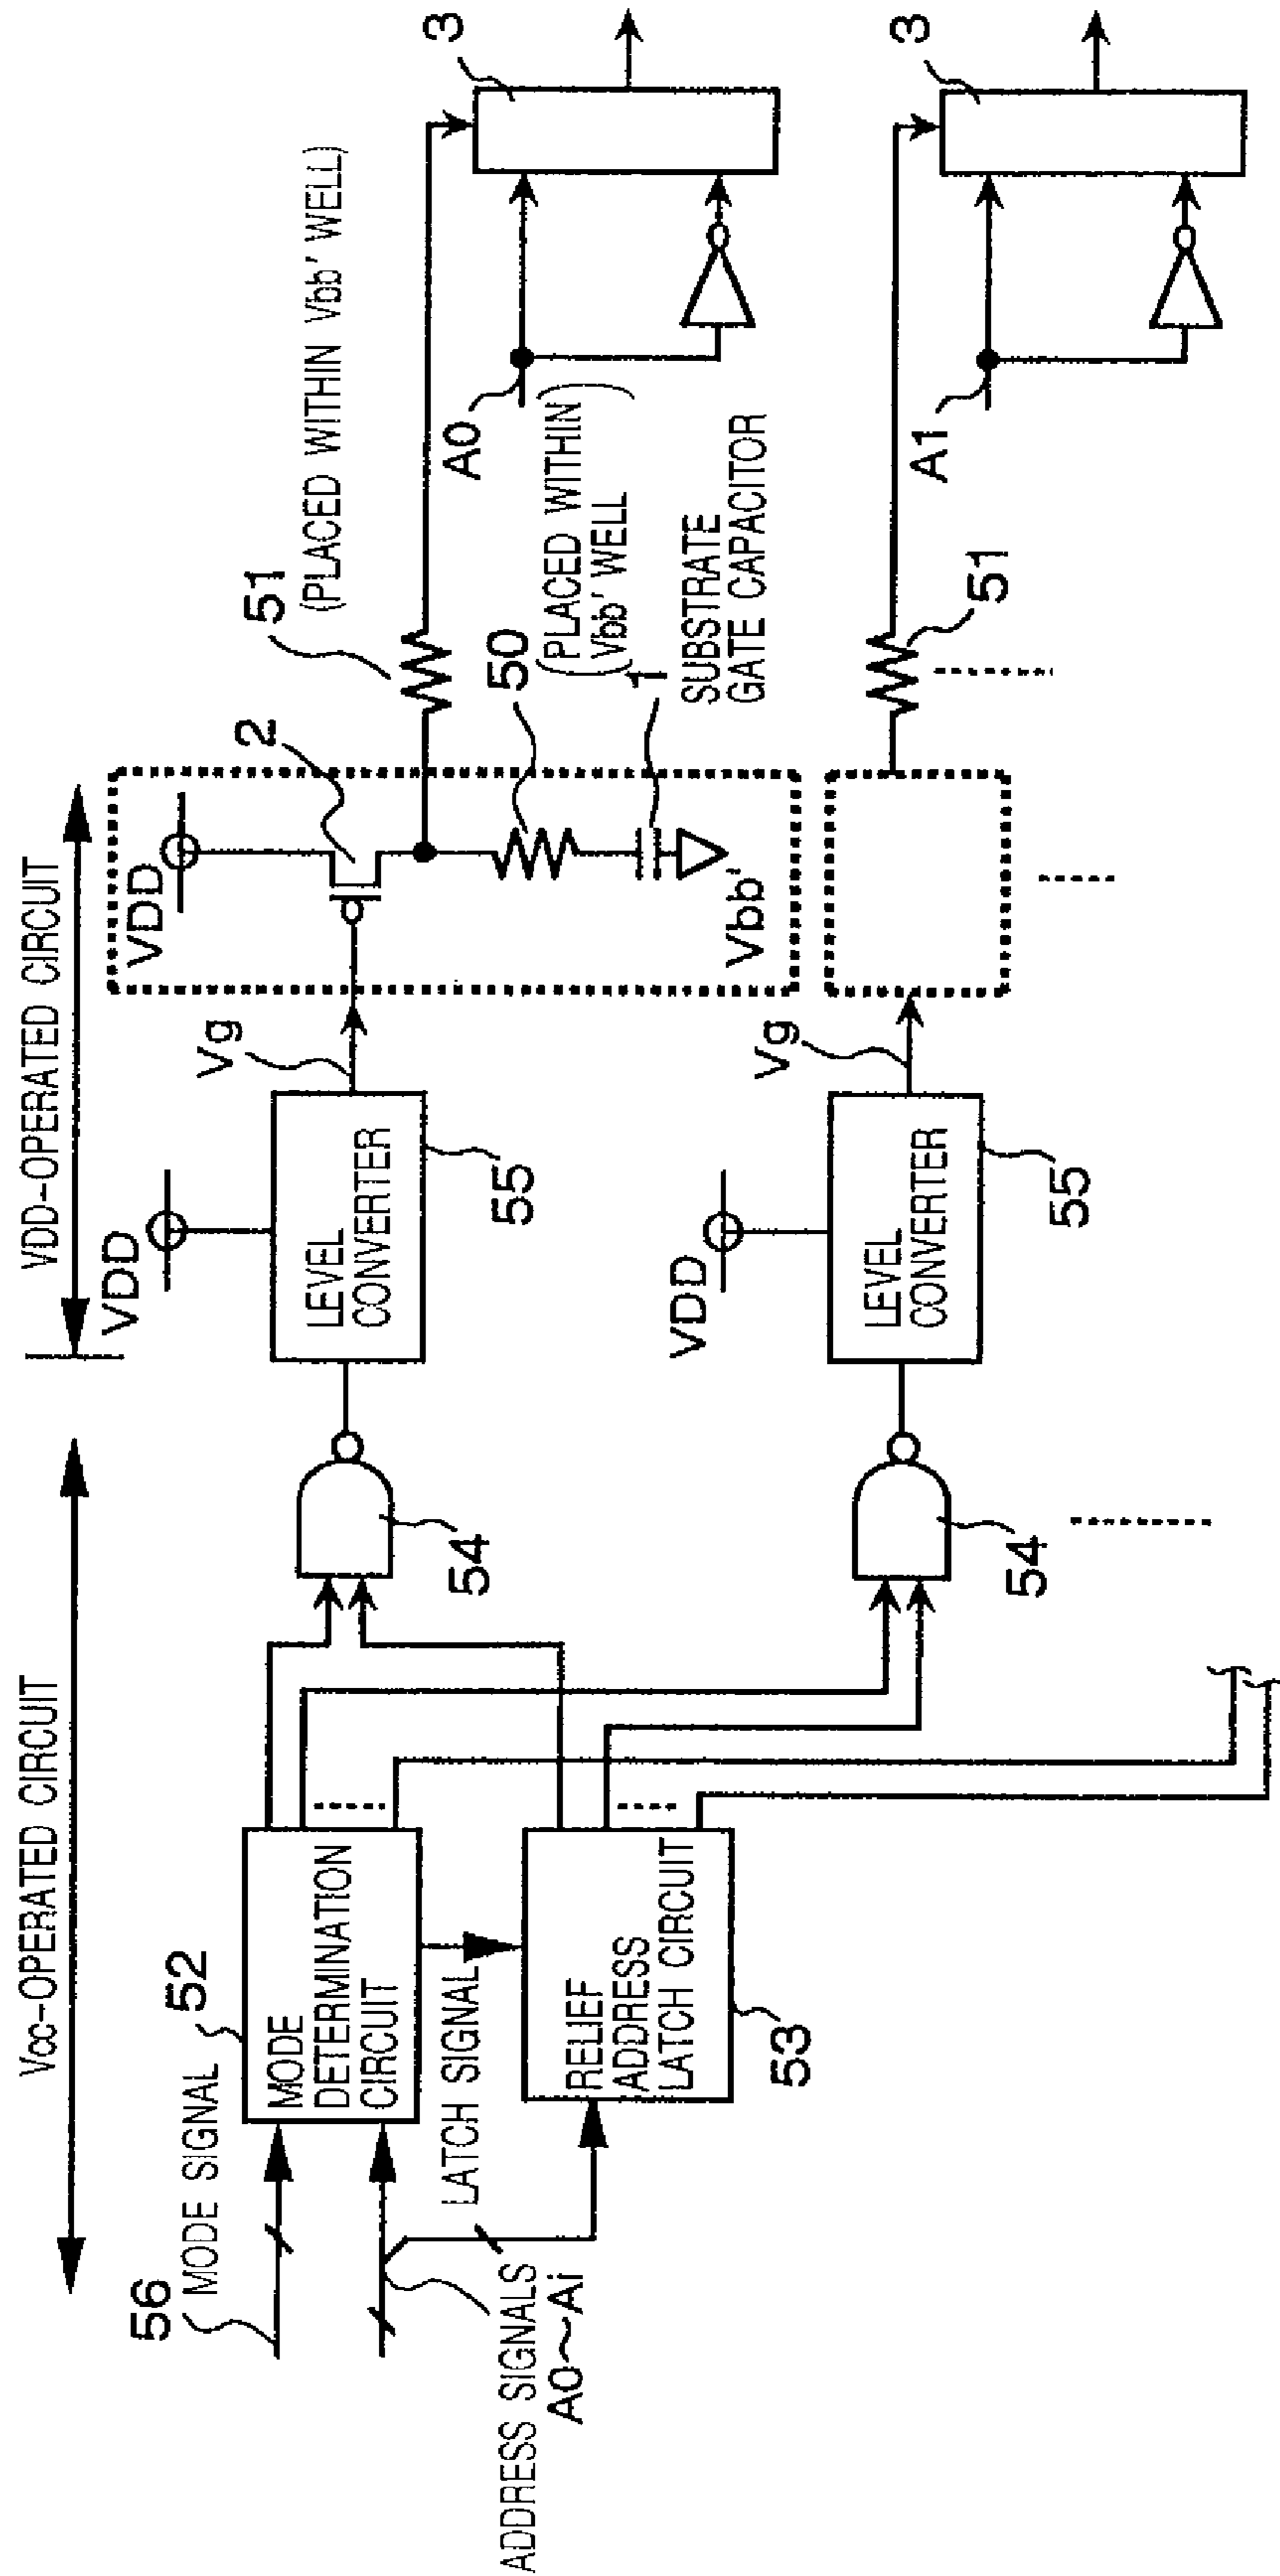 Vcc-OPERATED CIRCUIT
VDD-OPERATED CIRCUIT
56
MODE SIGNAL
52
MODE
DETERMINATION
CIRCUIT
LATCH SIGNAL
ADDRESS SIGNALS
A0~Ai
RELIEF
ADDRESS
LATCH CIRCUIT
53
54
VDD
LEVEL
CONVERTER
55
Vg
VDD
2
51
(PLACED WITHIN Vbb' WELL)
50
(PLACED WITHIN
Vbb' WELL)
1
SUBSTRATE
GATE CAPACITOR
Vbb'
A0
3
54
VDD
LEVEL
CONVERTER
55
Vg
51
A1
3